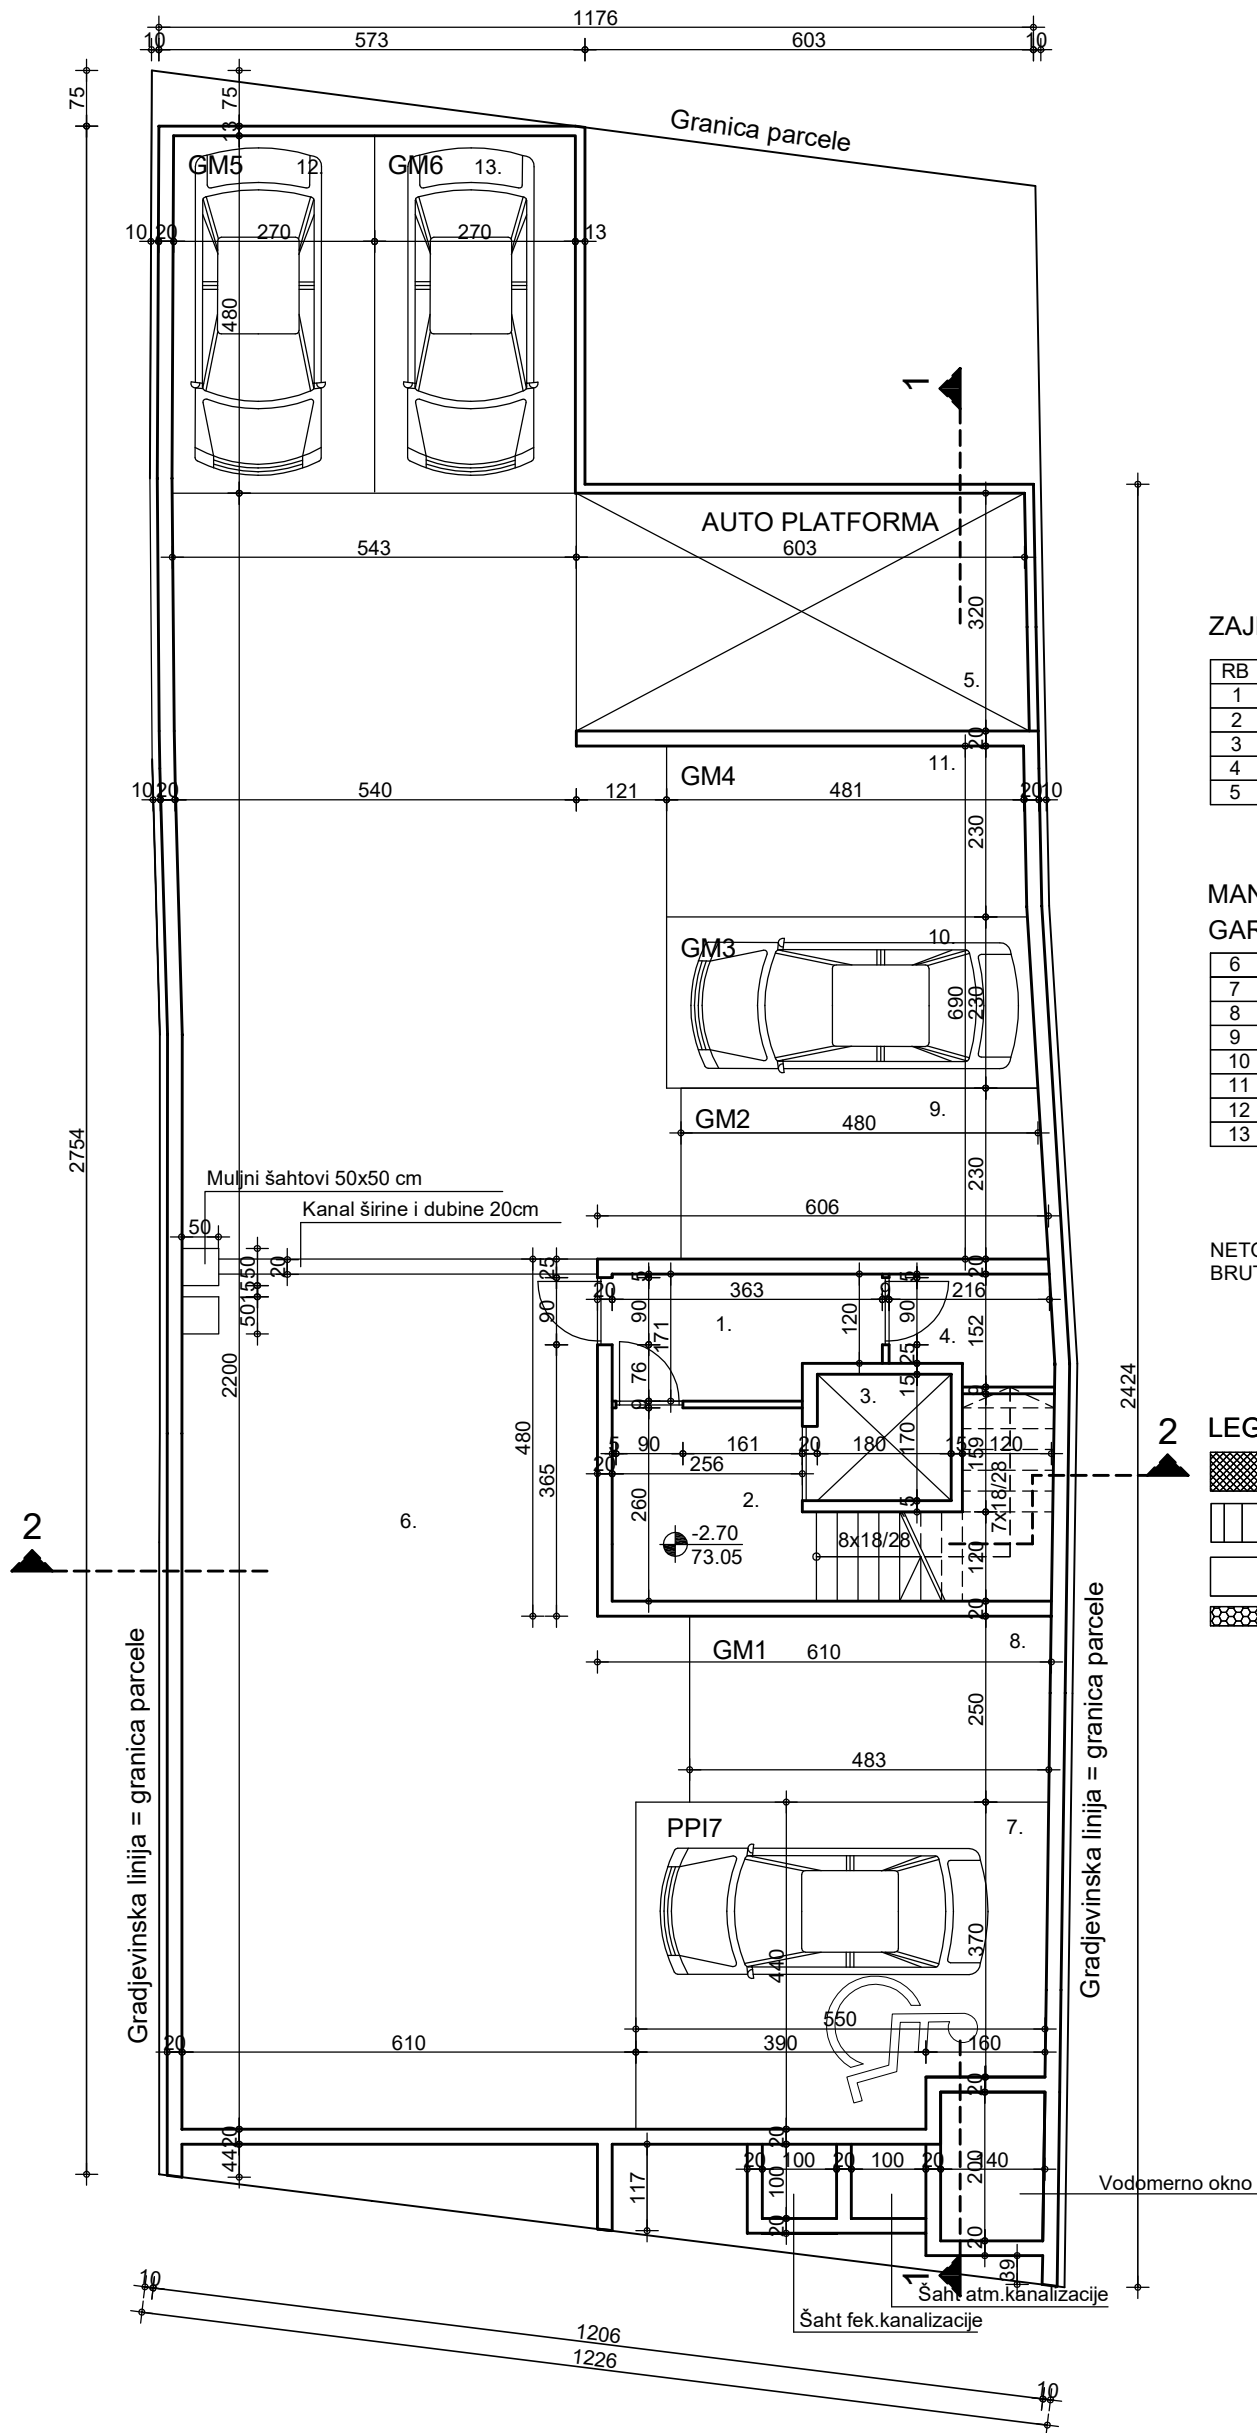 1176
10 573 603 10
75 75
Granica parcele
13
GM5 12. GM6 13.
10 20 270 270 13
480
1
AUTO PLATFORMA
543 603
320
5.
20
GM4 11.
10 20 540 121 481 20 10
230
GM3 10.
690 230
GM2 9.
480
2754
230
Muljni šahtovi 50x50 cm
Kanal širine i dubine 20cm
606
50
50 15 50
20
25 20
20 363 9 216
5 5
90 90 90
171 120
1. 4.
152
76 25
15
9 9
3.
2200
2424
480
365
5 90 161 20 180 15 120
170
159
20 256
260
2.
5
7x18/28
-2.70
73.05
8x18/28
120
6.
2 2
20
GM1 8.
610
250
483
PPI7 7.
Gradjevinska linija = granica parcele
Gradjevinska linija = granica parcele
440
370
550
20 610 390 160
20
44 20 20
117
20 100 20 100 20 140
100 200
20 20
39
Vodomerno okno
1
Šaht atm.kanalizacije
Šaht fek.kanalizacije
10 1206
1226 10
ZAJ
RB
1
2
3
4
5
MAN
GAR
6
7
8
9
10
11
12
13
NETO
BRUT
LEG